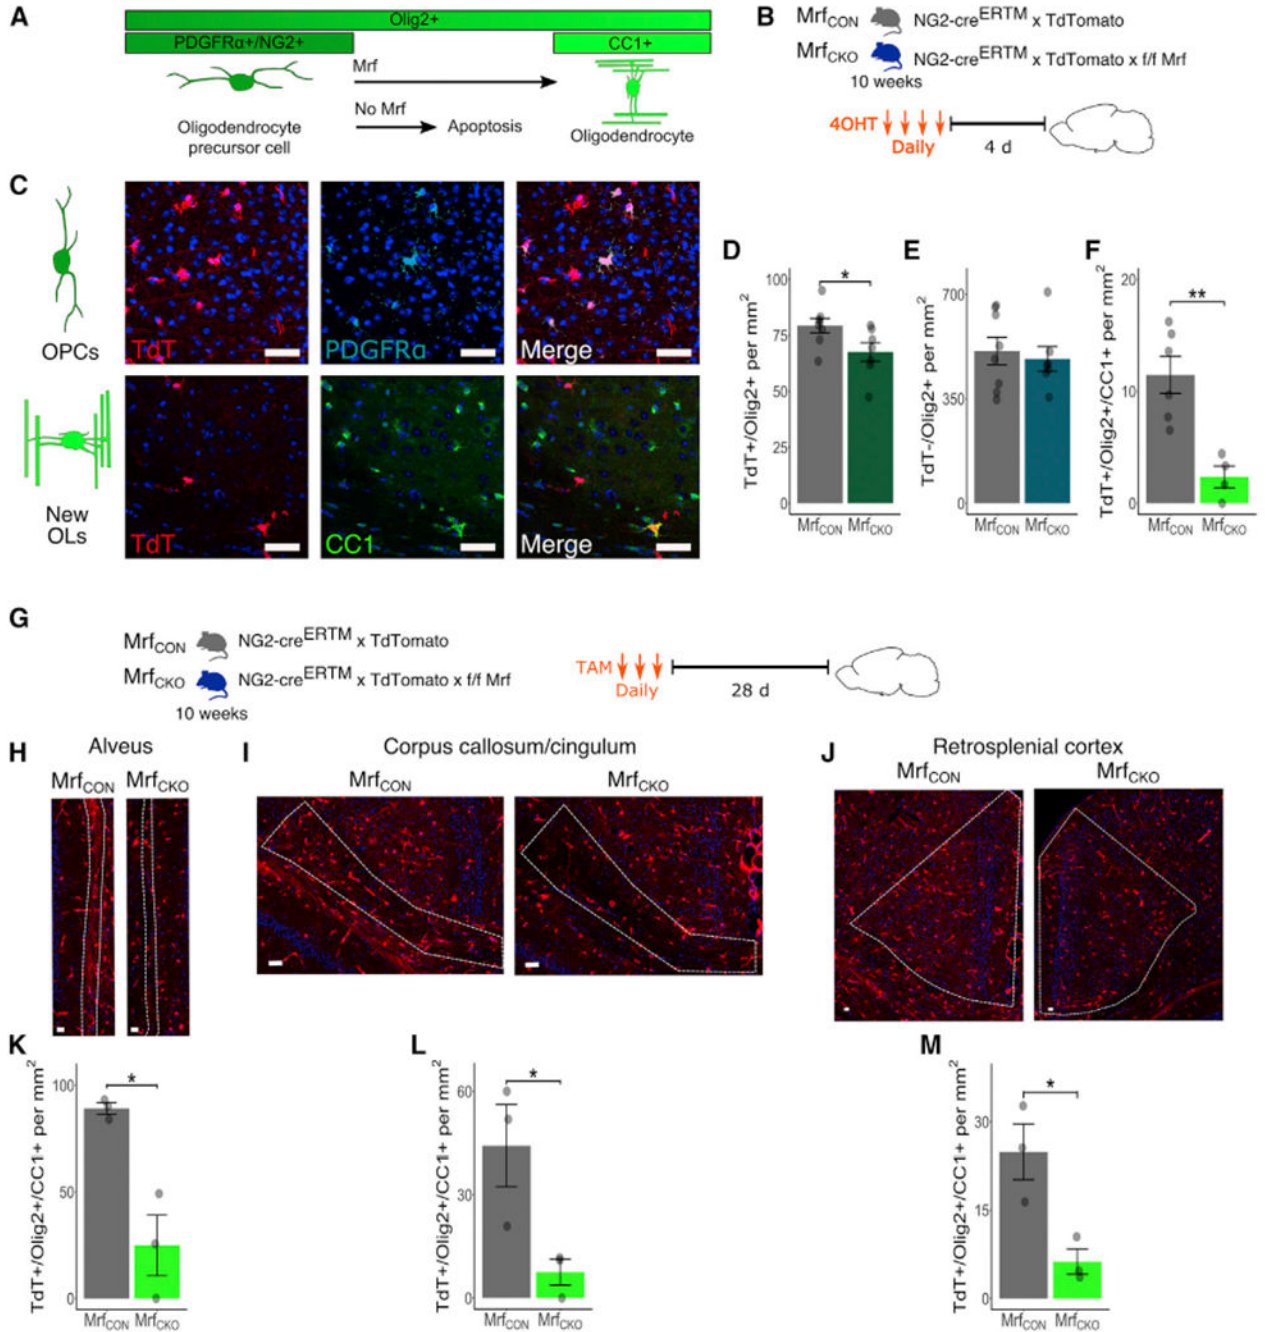 A
Olig2+
PDGFRα+/NG2+
CC1+
Mrf
No Mrf
Apoptosis
Oligodendrocyte
precursor cell
Oligodendrocyte
B
MrfCON NG2-creERTM x TdTomato
MrfCKO NG2-creERTM x TdTomato x f/f Mrf
10 weeks
4OHT
Daily
4 d
C
OPCs
TdT
PDGFRα
Merge
New
OLs
TdT
CC1
Merge
D
TdT+/Olig2+ per mm2
100
75
50
25
0
*
MrfCON MrfCKO
E
TdT-/Olig2+ per mm2
700
350
0
MrfCON MrfCKO
F
TdT+/Olig2+/CC1+ per mm2
20
10
0
**
MrfCON MrfCKO
G
MrfCON NG2-creERTM x TdTomato
MrfCKO NG2-creERTM x TdTomato x f/f Mrf
10 weeks
TAM
Daily
28 d
H
Alveus
MrfCON MrfCKO
I
Corpus callosum/cingulum
MrfCON MrfCKO
J
Retrosplenial cortex
MrfCON MrfCKO
K
TdT+/Olig2+/CC1+ per mm2
100
50
0
*
MrfCON MrfCKO
L
TdT+/Olig2+/CC1+ per mm2
60
30
0
*
MrfCON MrfCKO
M
TdT+/Olig2+/CC1+ per mm2
30
15
0
*
MrfCON MrfCKO